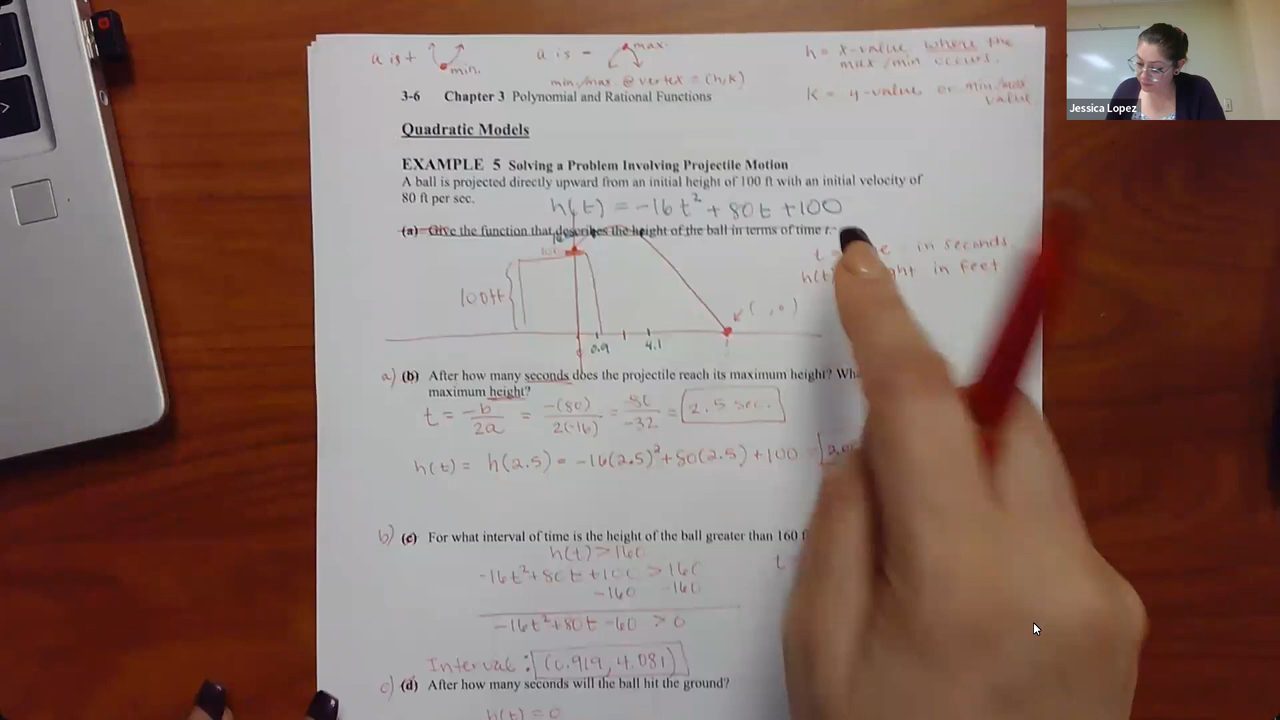 a is + min.
a is - max.
min/max. @ vertex = (h,k)
h = x-value where the
max/min occurs.
k = y-value or min/max
value
Jessica Lopez
3-6 Chapter 3 Polynomial and Rational Functions
Quadratic Models
EXAMPLE 5 Solving a Problem Involving Projectile Motion
A ball is projected directly upward from an initial height of 100 ft with an initial velocity of
80 ft per sec.
h(t) = -16t² + 80t + 100
(a) Give the function that describes the height of the ball in terms of time t.
in seconds
h(t) in feet
100ft
( , 0)
0.9
4.1
a) (b) After how many seconds does the projectile reach its maximum height?
maximum height?
t = -b/2a = -(80)/2(-16) = 80/-32 = 2.5 sec.
h(t) = h(2.5) = -16(2.5)² + 80(2.5) + 100
b) (c) For what interval of time is the height of the ball greater than 160
h(t) > 160
-16t² + 80t + 100 > 160
-160 -160
-16t² + 80t - 60 > 0
Interval: (0.919, 4.081)
c) (d) After how many seconds will the ball hit the ground?
h(t) = 0